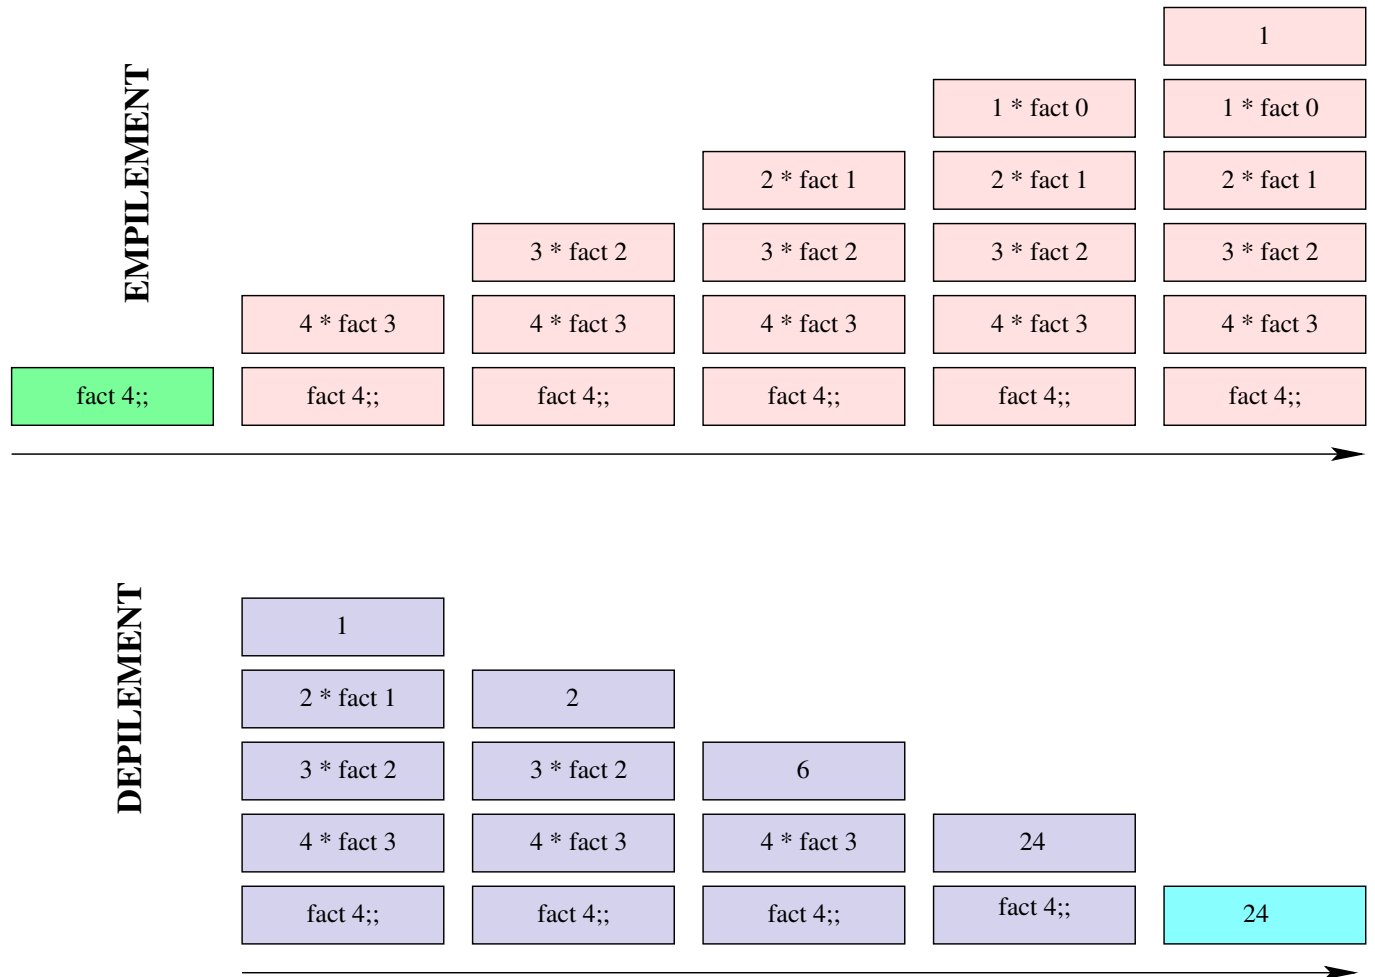 EMPILEMENT
1
1 * fact 0
1 * fact 0
2 * fact 1
2 * fact 1
2 * fact 1
3 * fact 2
3 * fact 2
3 * fact 2
3 * fact 2
4 * fact 3
4 * fact 3
4 * fact 3
4 * fact 3
4 * fact 3
fact 4;;
fact 4;;
fact 4;;
fact 4;;
fact 4;;
fact 4;;
DEPILEMENT
1
2 * fact 1
2
3 * fact 2
3 * fact 2
6
4 * fact 3
4 * fact 3
4 * fact 3
24
fact 4;;
fact 4;;
fact 4;;
fact 4;;
24